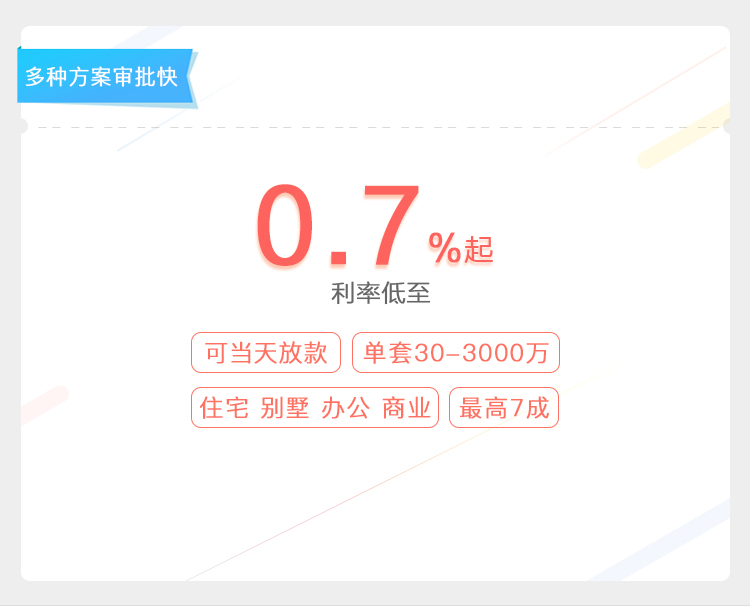 多种方案审批快
0.7%起
利率低至
可当天放款 单套30-3000万
住宅 别墅 办公 商业 最高7成